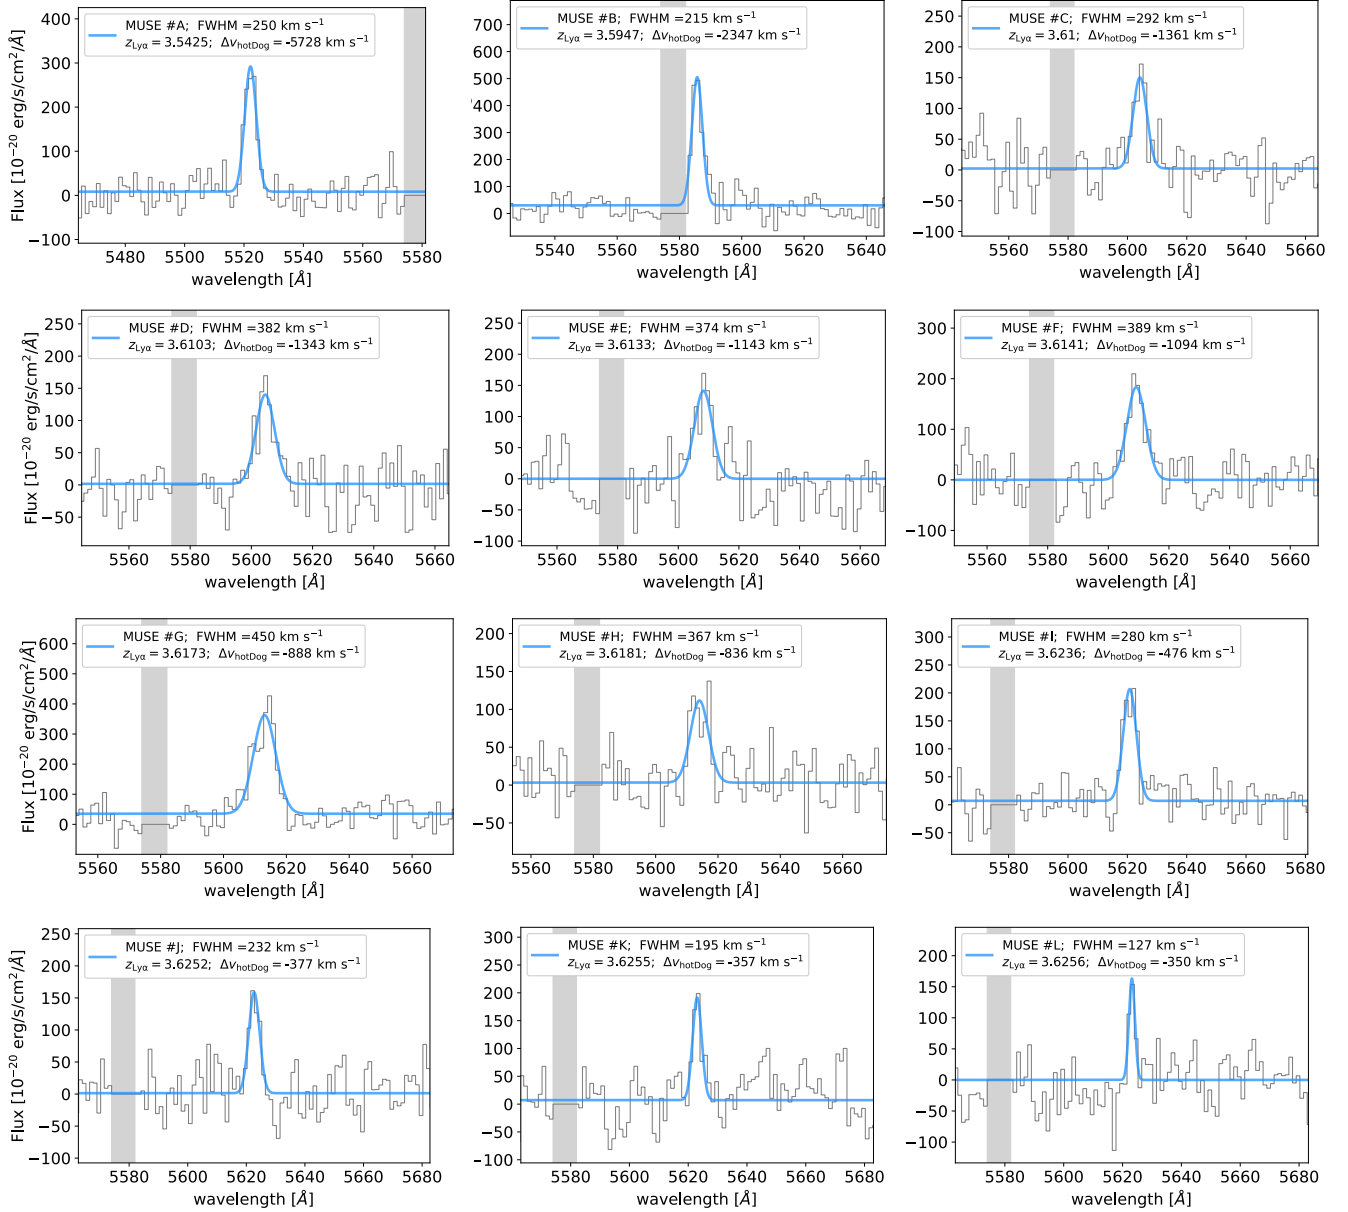 MUSE #A;  FWHM =250 km s⁻¹
z_Lyα = 3.5425;  Δv_hotDog = -5728 km s⁻¹
400
300
200
100
0
−100
Flux [10⁻²⁰ erg/s/cm²/Å]
5480 5500 5520 5540 5560 5580
wavelength [Å]
MUSE #B;  FWHM =215 km s⁻¹
z_Lyα = 3.5947;  Δv_hotDog = -2347 km s⁻¹
700
600
500
400
300
200
100
0
5540 5560 5580 5600 5620 5640
wavelength [Å]
MUSE #C;  FWHM =292 km s⁻¹
z_Lyα = 3.61;  Δv_hotDog = -1361 km s⁻¹
250
200
150
100
50
0
−50
−100
5560 5580 5600 5620 5640 5660
wavelength [Å]
MUSE #D;  FWHM =382 km s⁻¹
z_Lyα = 3.6103;  Δv_hotDog = -1343 km s⁻¹
250
200
150
100
50
0
−50
Flux [10⁻²⁰ erg/s/cm²/Å]
5560 5580 5600 5620 5640 5660
wavelength [Å]
MUSE #E;  FWHM =374 km s⁻¹
z_Lyα = 3.6133;  Δv_hotDog = -1143 km s⁻¹
250
200
150
100
50
0
−50
−100
5560 5580 5600 5620 5640 5660
wavelength [Å]
MUSE #F;  FWHM =389 km s⁻¹
z_Lyα = 3.6141;  Δv_hotDog = -1094 km s⁻¹
300
200
100
0
−100
5560 5580 5600 5620 5640 5660
wavelength [Å]
MUSE #G;  FWHM =450 km s⁻¹
z_Lyα = 3.6173;  Δv_hotDog = -888 km s⁻¹
600
500
400
300
200
100
0
Flux [10⁻²⁰ erg/s/cm²/Å]
5560 5580 5600 5620 5640 5660
wavelength [Å]
MUSE #H;  FWHM =367 km s⁻¹
z_Lyα = 3.6181;  Δv_hotDog = -836 km s⁻¹
200
150
100
50
0
−50
5560 5580 5600 5620 5640 5660
wavelength [Å]
MUSE #I;  FWHM =280 km s⁻¹
z_Lyα = 3.6236;  Δv_hotDog = -476 km s⁻¹
300
250
200
150
100
50
0
−50
5580 5600 5620 5640 5660 5680
wavelength [Å]
MUSE #J;  FWHM =232 km s⁻¹
z_Lyα = 3.6252;  Δv_hotDog = -377 km s⁻¹
250
200
150
100
50
0
−50
−100
Flux [10⁻²⁰ erg/s/cm²/Å]
5580 5600 5620 5640 5660 5680
wavelength [Å]
MUSE #K;  FWHM =195 km s⁻¹
z_Lyα = 3.6255;  Δv_hotDog = -357 km s⁻¹
300
250
200
150
100
50
0
−50
−100
5580 5600 5620 5640 5660 5680
wavelength [Å]
MUSE #L;  FWHM =127 km s⁻¹
z_Lyα = 3.6256;  Δv_hotDog = -350 km s⁻¹
200
150
100
50
0
−50
−100
5580 5600 5620 5640 5660 5680
wavelength [Å]